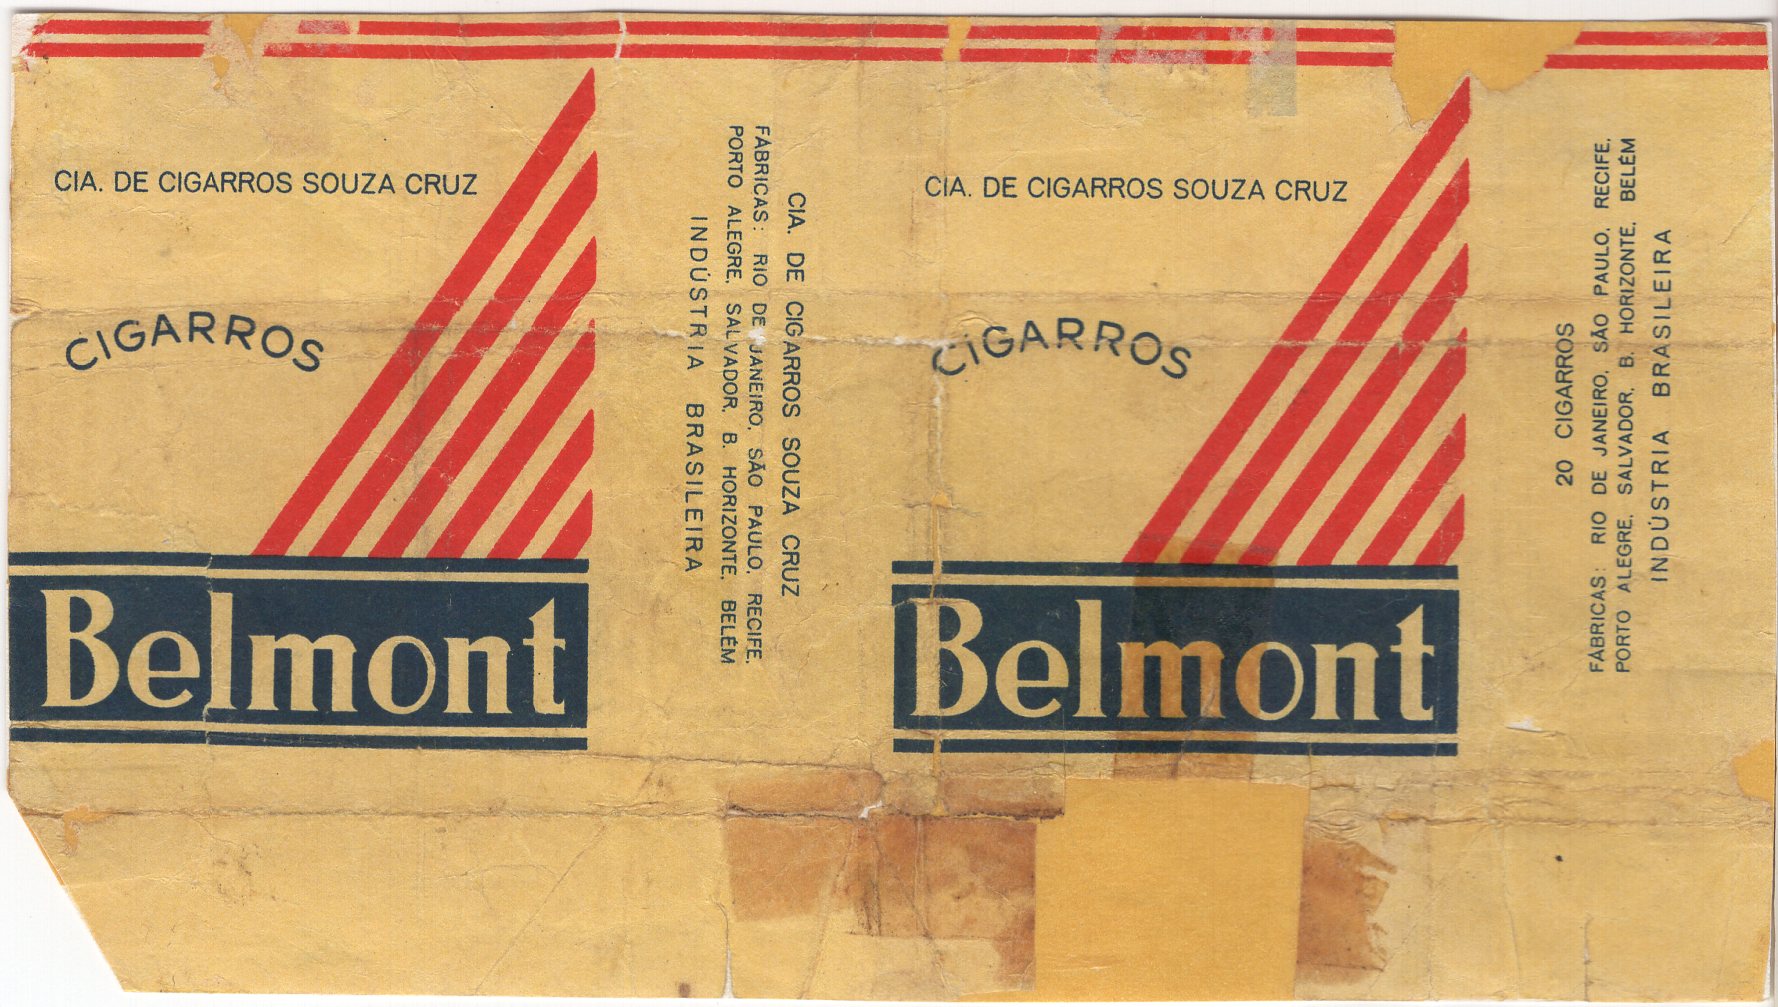 CIA. DE CIGARROS SOUZA CRUZ
CIGARROS
Belmont
CIA. DE CIGARROS SOUZA CRUZ
FÁBRICAS: RIO DE JANEIRO, SÃO PAULO, RECIFE,
PORTO ALEGRE, SALVADOR, B. HORIZONTE, BELÉM
INDÚSTRIA BRASILEIRA
CIA. DE CIGARROS SOUZA CRUZ
CIGARROS
Belmont
20 CIGARROS
FÁBRICAS: RIO DE JANEIRO, SÃO PAULO, RECIFE,
PORTO ALEGRE, SALVADOR, B. HORIZONTE, BELÉM
INDÚSTRIA BRASILEIRA